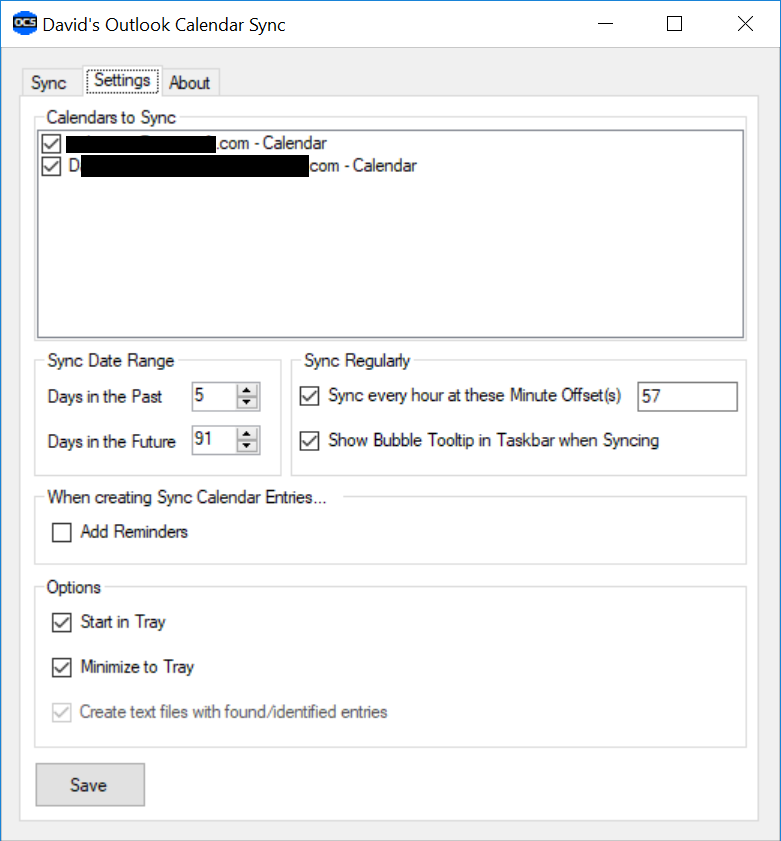 OCS David's Outlook Calendar Sync
Sync Settings About
Calendars to Sync
.com - Calendar
D com - Calendar
Sync Date Range
Days in the Past 5
Days in the Future 91
Sync Regularly
Sync every hour at these Minute Offset(s) 57
Show Bubble Tooltip in Taskbar when Syncing
When creating Sync Calendar Entries...
Add Reminders
Options
Start in Tray
Minimize to Tray
Create text files with found/identified entries
Save